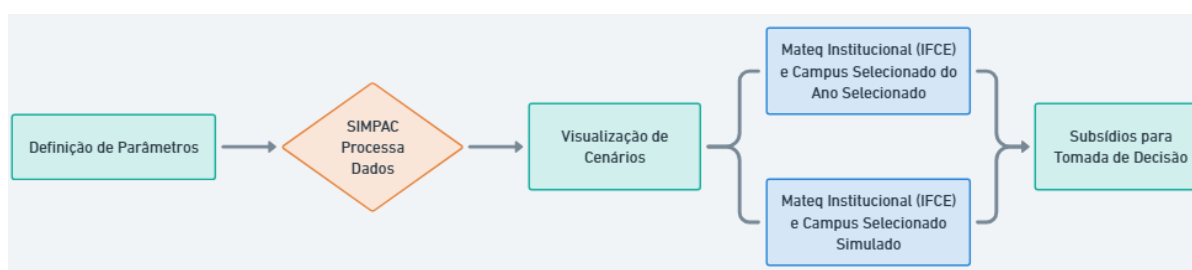 Definição de Parâmetros
SIMPAC
Processa
Dados
Visualização de
Cenários
Mateq Institucional (IFCE)
e Campus Selecionado do
Ano Selecionado
Mateq Institucional (IFCE)
e Campus Selecionado
Simulado
Subsídios para
Tomada de Decisão